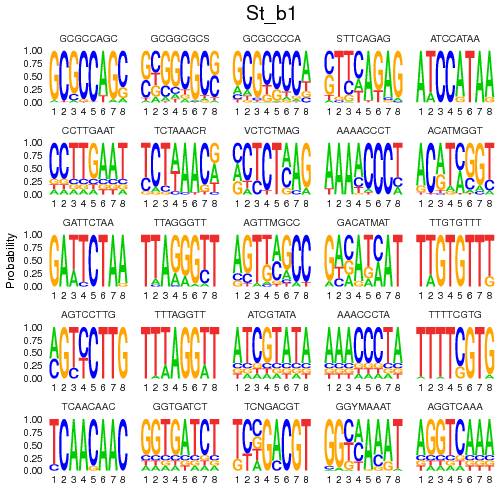 St_b1
GCGCCAGC GCGGCGCS GCGCCCCA STTCAGAG ATCCATAA
CCTTGAAT TCTAAACR VCTCTMAG AAAACCCT ACATMGGT
GATTCTAA TTAGGGTT AGTTMGCC GACATMAT TTGTGTTT
AGTCCTTG TTTAGGTT ATCGTATA AAACCCTA TTTTCGTG
TCAACAAC GGTGATCT TCNGACGT GGYMAAAT AGGTCAAA
Probability
1.00
0.75
0.50
0.25
0.00
1 2 3 4 5 6 7 8